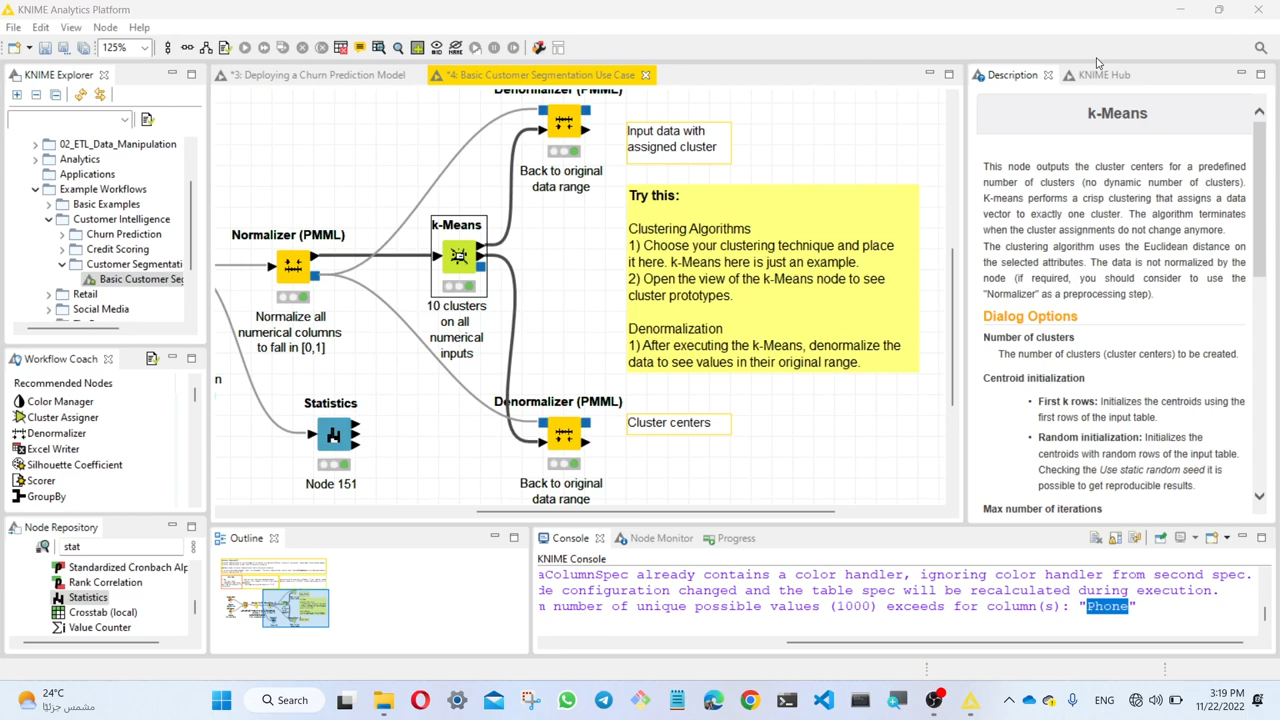 KNIME Analytics Platform
File Edit View Node Help
125%
KNIME Explorer
02_ETL_Data_Manipulation
Analytics
Applications
Example Workflows
Basic Examples
Customer Intelligence
Churn Prediction
Credit Scoring
Customer Segmentati
Basic Customer Se
Retail
Social Media
Workflow Coach
Recommended Nodes
Color Manager
Cluster Assigner
Denormalizer
Excel Writer
Silhouette Coefficient
Scorer
GroupBy
Node Repository
stat
Standardized Cronbach Alp
Rank Correlation
Statistics
Crosstab (local)
Value Counter
*3: Deploying a Churn Prediction Model
*4: Basic Customer Segmentation Use Case
Denormalizer (PMML)
Back to original
data range
Input data with
assigned cluster
Normalizer (PMML)
Normalize all
numerical columns
to fall in [0,1]
k-Means
10 clusters
on all
numerical
inputs
Try this:
Clustering Algorithms
1) Choose your clustering technique and place
it here. k-Means here is just an example.
2) Open the view of the k-Means node to see
cluster prototypes.
Denormalization
1) After executing the k-Means, denormalize the
data to see values in their original range.
n
Statistics
Node 151
Denormalizer (PMML)
Back to original
data range
Cluster centers
Description
KNIME Hub
k-Means
This node outputs the cluster centers for a predefined
number of clusters (no dynamic number of clusters).
K-means performs a crisp clustering that assigns a data
vector to exactly one cluster. The algorithm terminates
when the cluster assignments do not change anymore.
The clustering algorithm uses the Euclidean distance on
the selected attributes. The data is not normalized by the
node (if required, you should consider to use the
"Normalizer" as a preprocessing step).
Dialog Options
Number of clusters
The number of clusters (cluster centers) to be created.
Centroid initialization
• First k rows: Initializes the centroids using the
first rows of the input table.
• Random initialization: Initializes the
centroids with random rows of the input table.
Checking the Use static random seed it is
possible to get reproducible results.
Max number of iterations
Outline
Console
Node Monitor
Progress
KNIME Console
aColumnSpec already contains a color handler, ignoring color handler from second spec.
de configuration changed and the table spec will be recalculated during execution.
m number of unique possible values (1000) exceeds for column(s): "Phone"
24°C
مشمس جزئيًا
Search
ENG
3:19 PM
11/22/2022